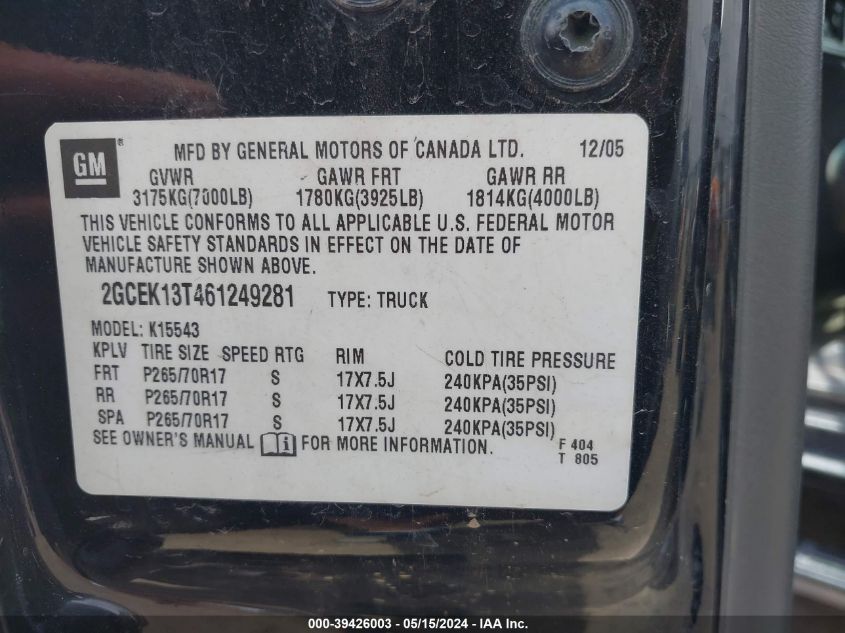 GM
MFD BY GENERAL MOTORS OF CANADA LTD. 12/05
GVWR GAWR FRT GAWR RR
3175KG(7000LB) 1780KG(3925LB) 1814KG(4000LB)
THIS VEHICLE CONFORMS TO ALL APPLICABLE U.S. FEDERAL MOTOR
VEHICLE SAFETY STANDARDS IN EFFECT ON THE DATE OF
MANUFACTURE SHOWN ABOVE.
2GCEK13T461249281 TYPE: TRUCK
MODEL: K15543
KPLV TIRE SIZE SPEED RTG RIM COLD TIRE PRESSURE
FRT P265/70R17 S 17X7.5J 240KPA(35PSI)
RR P265/70R17 S 17X7.5J 240KPA(35PSI)
SPA P265/70R17 S 17X7.5J 240KPA(35PSI)
SEE OWNER'S MANUAL FOR MORE INFORMATION.
F 404
T 805
000-39426003 — 05/15/2024 — IAA Inc.